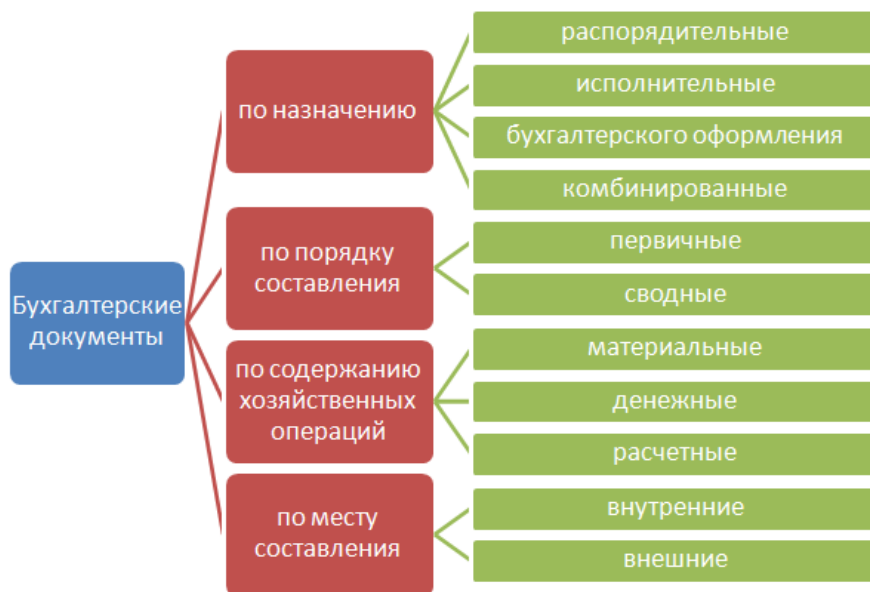 Бухгалтерские
документы
по назначению
распорядительные
исполнительные
бухгалтерского оформления
комбинированные
по порядку
составления
первичные
сводные
по содержанию
хозяйственных
операций
материальные
денежные
расчетные
по месту
составления
внутренние
внешние